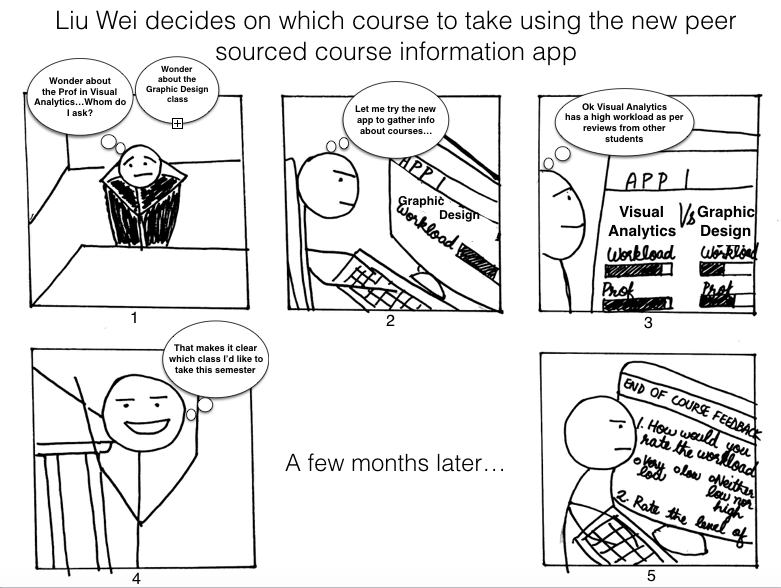 Liu Wei decides on which course to take using the new peer
sourced course information app
Wonder about
the Prof in Visual
Analytics...Whom do
I ask?
Wonder
about the
Graphic Design
class
1
Let me try the new
app to gather info
about courses...
APP 1
Graphic
Design
Workload
2
Ok Visual Analytics
has a high workload as per
reviews from other
students
APP 1
Visual
Analytics
Vs
Graphic
Design
Workload
Workload
Prof
Prof
3
That makes it clear
which class I'd like to
take this semester
4
A few months later...
END OF COURSE FEEDBACK
1. How would you
rate the workload
Very low
low
Neither
low nor
high
2. Rate the level of
5